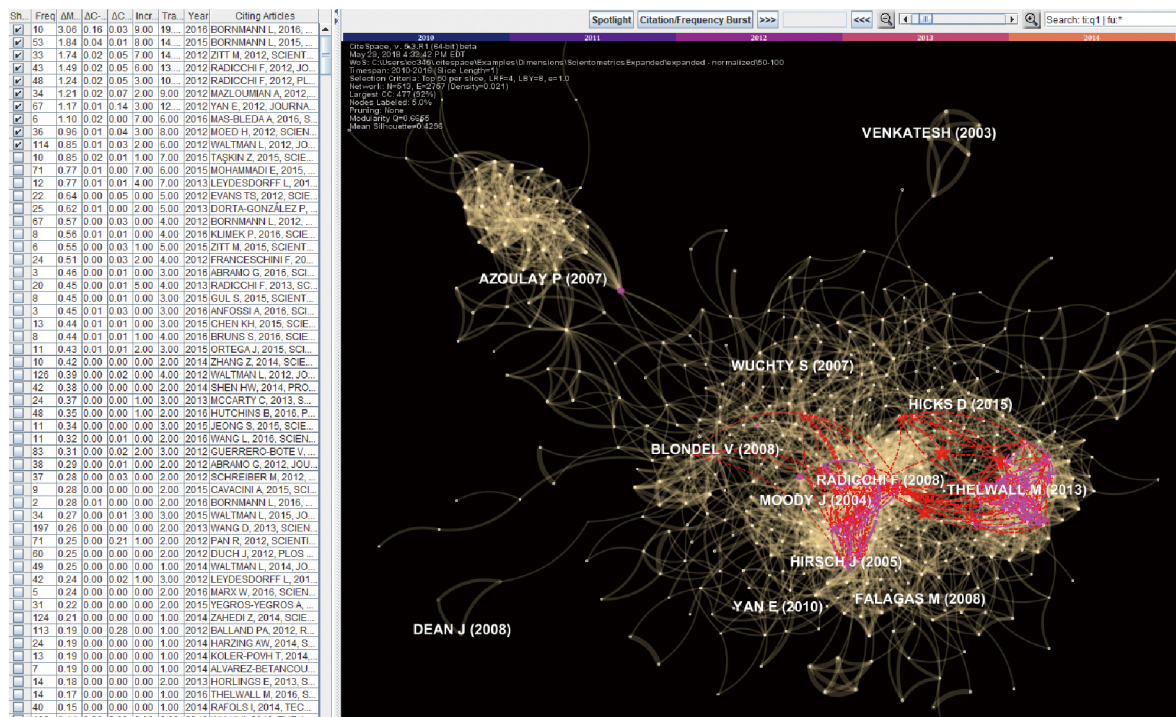 Sh... Freq ΔM... ΔC-... ΔC... Incr... Tra... Year Citing Articles
10 3.06 0.16 0.03 9.00 19.... 2016 BORNMANN L, 2016, ...
53 1.84 0.04 0.01 8.00 14.... 2015 BORNMANN L, 2015, ...
33 1.74 0.02 0.05 7.00 14.... 2012 ZITT M, 2012, SCIENT...
43 1.49 0.02 0.05 6.00 13.... 2012 RADICCHI F, 2012, JO...
48 1.24 0.02 0.05 3.00 10.... 2012 RADICCHI F, 2012, PL...
34 1.21 0.02 0.07 2.00 9.00 2012 MAZLOUMIAN A, 2012, ...
67 1.17 0.01 0.14 3.00 12.... 2012 YAN E, 2012, JOURNA...
6 1.10 0.02 0.00 7.00 6.00 2016 MAS-BLEDA A, 2016, S...
36 0.96 0.01 0.04 3.00 8.00 2012 MOED H, 2012, SCIEN...
114 0.85 0.01 0.03 2.00 6.00 2012 WALTMAN L, 2012, JO...
10 0.85 0.02 0.01 1.00 7.00 2015 TAŞKIN Z, 2015, SCIE...
71 0.77 0.01 0.00 7.00 6.00 2015 MOHAMMADI E, 2015, ...
12 0.77 0.01 0.01 4.00 7.00 2013 LEYDESDORFF L, 201...
22 0.64 0.00 0.05 0.00 5.00 2012 EVANS TS, 2012, SCIE...
25 0.62 0.01 0.00 2.00 5.00 2013 DORTA-GONZÁLEZ P, ...
67 0.57 0.00 0.03 0.00 4.00 2012 BORNMANN L, 2012, ...
8 0.56 0.01 0.01 0.00 4.00 2016 KLIMEK P, 2016, SCIE...
6 0.55 0.00 0.03 1.00 5.00 2015 ZITT M, 2015, SCIENT...
24 0.51 0.00 0.03 2.00 4.00 2012 FRANCESCHINI F, 20...
3 0.46 0.00 0.01 0.00 3.00 2016 ABRAMO G, 2016, SCI...
20 0.45 0.00 0.01 5.00 4.00 2013 RADICCHI F, 2013, SC...
8 0.45 0.00 0.01 0.00 3.00 2015 GUL S, 2015, SCIENT...
3 0.45 0.01 0.03 0.00 3.00 2016 ANFOSSI A, 2016, SCI...
13 0.44 0.01 0.01 0.00 3.00 2015 CHEN KH, 2015, SCIE...
8 0.44 0.01 0.01 1.00 4.00 2016 BRUNS S, 2016, SCIE...
11 0.43 0.01 0.01 2.00 3.00 2015 ORTEGA J, 2015, SCI...
10 0.42 0.00 0.00 0.00 2.00 2014 ZHANG Z, 2014, SCIE...
126 0.39 0.00 0.02 0.00 4.00 2012 WALTMAN L, 2012, JO...
42 0.38 0.00 0.00 0.00 2.00 2014 SHEN HW, 2014, PRO...
24 0.37 0.00 0.00 1.00 3.00 2013 MCCARTY C, 2013, S...
48 0.35 0.00 0.00 1.00 2.00 2016 HUTCHINS B, 2016, P...
11 0.34 0.00 0.00 0.00 3.00 2015 JEONG S, 2015, SCIE...
11 0.32 0.00 0.01 0.00 2.00 2016 WANG L, 2016, SCIEN...
83 0.31 0.00 0.02 2.00 3.00 2012 GUERRERO-BOTE V, ...
38 0.29 0.00 0.01 0.00 2.00 2012 ABRAMO G, 2012, JOU...
37 0.28 0.00 0.03 0.00 2.00 2012 SCHREIBER M, 2012, ...
9 0.28 0.00 0.00 0.00 2.00 2015 CAVACINI A, 2015, SCI...
2 0.28 0.01 0.00 0.00 2.00 2016 BORNMANN L, 2016, ...
34 0.27 0.00 0.01 3.00 3.00 2015 WALTMAN L, 2015, JO...
197 0.26 0.00 0.00 0.00 2.00 2013 WANG D, 2013, SCIEN...
71 0.25 0.00 0.21 1.00 2.00 2012 PAN R, 2012, SCIENTI...
60 0.25 0.00 0.00 0.00 2.00 2012 DUCH J, 2012, PLOS ...
49 0.25 0.00 0.00 0.00 1.00 2014 WALTMAN L, 2014, JO...
42 0.24 0.00 0.02 1.00 3.00 2012 LEYDESDORFF L, 201...
5 0.24 0.00 0.00 0.00 2.00 2016 MARX W, 2016, SCIEN...
31 0.22 0.00 0.00 0.00 2.00 2015 YEGROS-YEGROS A, ...
124 0.21 0.00 0.00 0.00 2.00 2014 ZAHEDI Z, 2014, SCIE...
113 0.19 0.00 0.28 0.00 1.00 2012 BALLAND PA, 2012, R...
24 0.19 0.00 0.00 0.00 1.00 2014 HARZING AW, 2014, S...
13 0.19 0.00 0.00 0.00 1.00 2014 KOLER-POVH T, 2014,...
7 0.19 0.00 0.00 0.00 1.00 2014 ALVAREZ-BETANCOU...
14 0.18 0.00 0.00 0.00 2.00 2013 HORLINGS E, 2013, S...
14 0.17 0.00 0.00 0.00 1.00 2016 THELWALL M, 2016, S...
40 0.15 0.00 0.00 0.00 1.00 2014 RAFOLS I, 2014, TEC...
Spotlight Citation/Frequency Burst >>> <<< Search: ti:q1 | fu:*
2010 2011 2012 2013 2014
CiteSpace, v. 5.3.R1 (64-bit) beta
May 29, 2018 4:32:42 PM EDT
WoS: C:\Users\cc345\.citespace\Examples\Dimensions\ScientometricsExpanded\expanded - normalized\50-100
Timespan: 2010-2016 (Slice Length=1)
Selection Criteria: Top 50 per slice, LRF=4, LBY=8, e=1.0
Network: N=519, E=2757 (Density=0.021)
Largest CC: 477 (92%)
Nodes Labeled: 5.0%
Pruning: None
Modularity Q=0.6655
Mean Silhouette=0.4296
VENKATESH (2003)
AZOULAY P (2007)
WUCHTY S (2007)
HICKS D (2015)
BLONDEL V (2008)
RADICCHI F (2008)
THELWALL M (2013)
MOODY J (2004)
HIRSCH J (2005)
FALAGAS M (2008)
YAN E (2010)
DEAN J (2008)